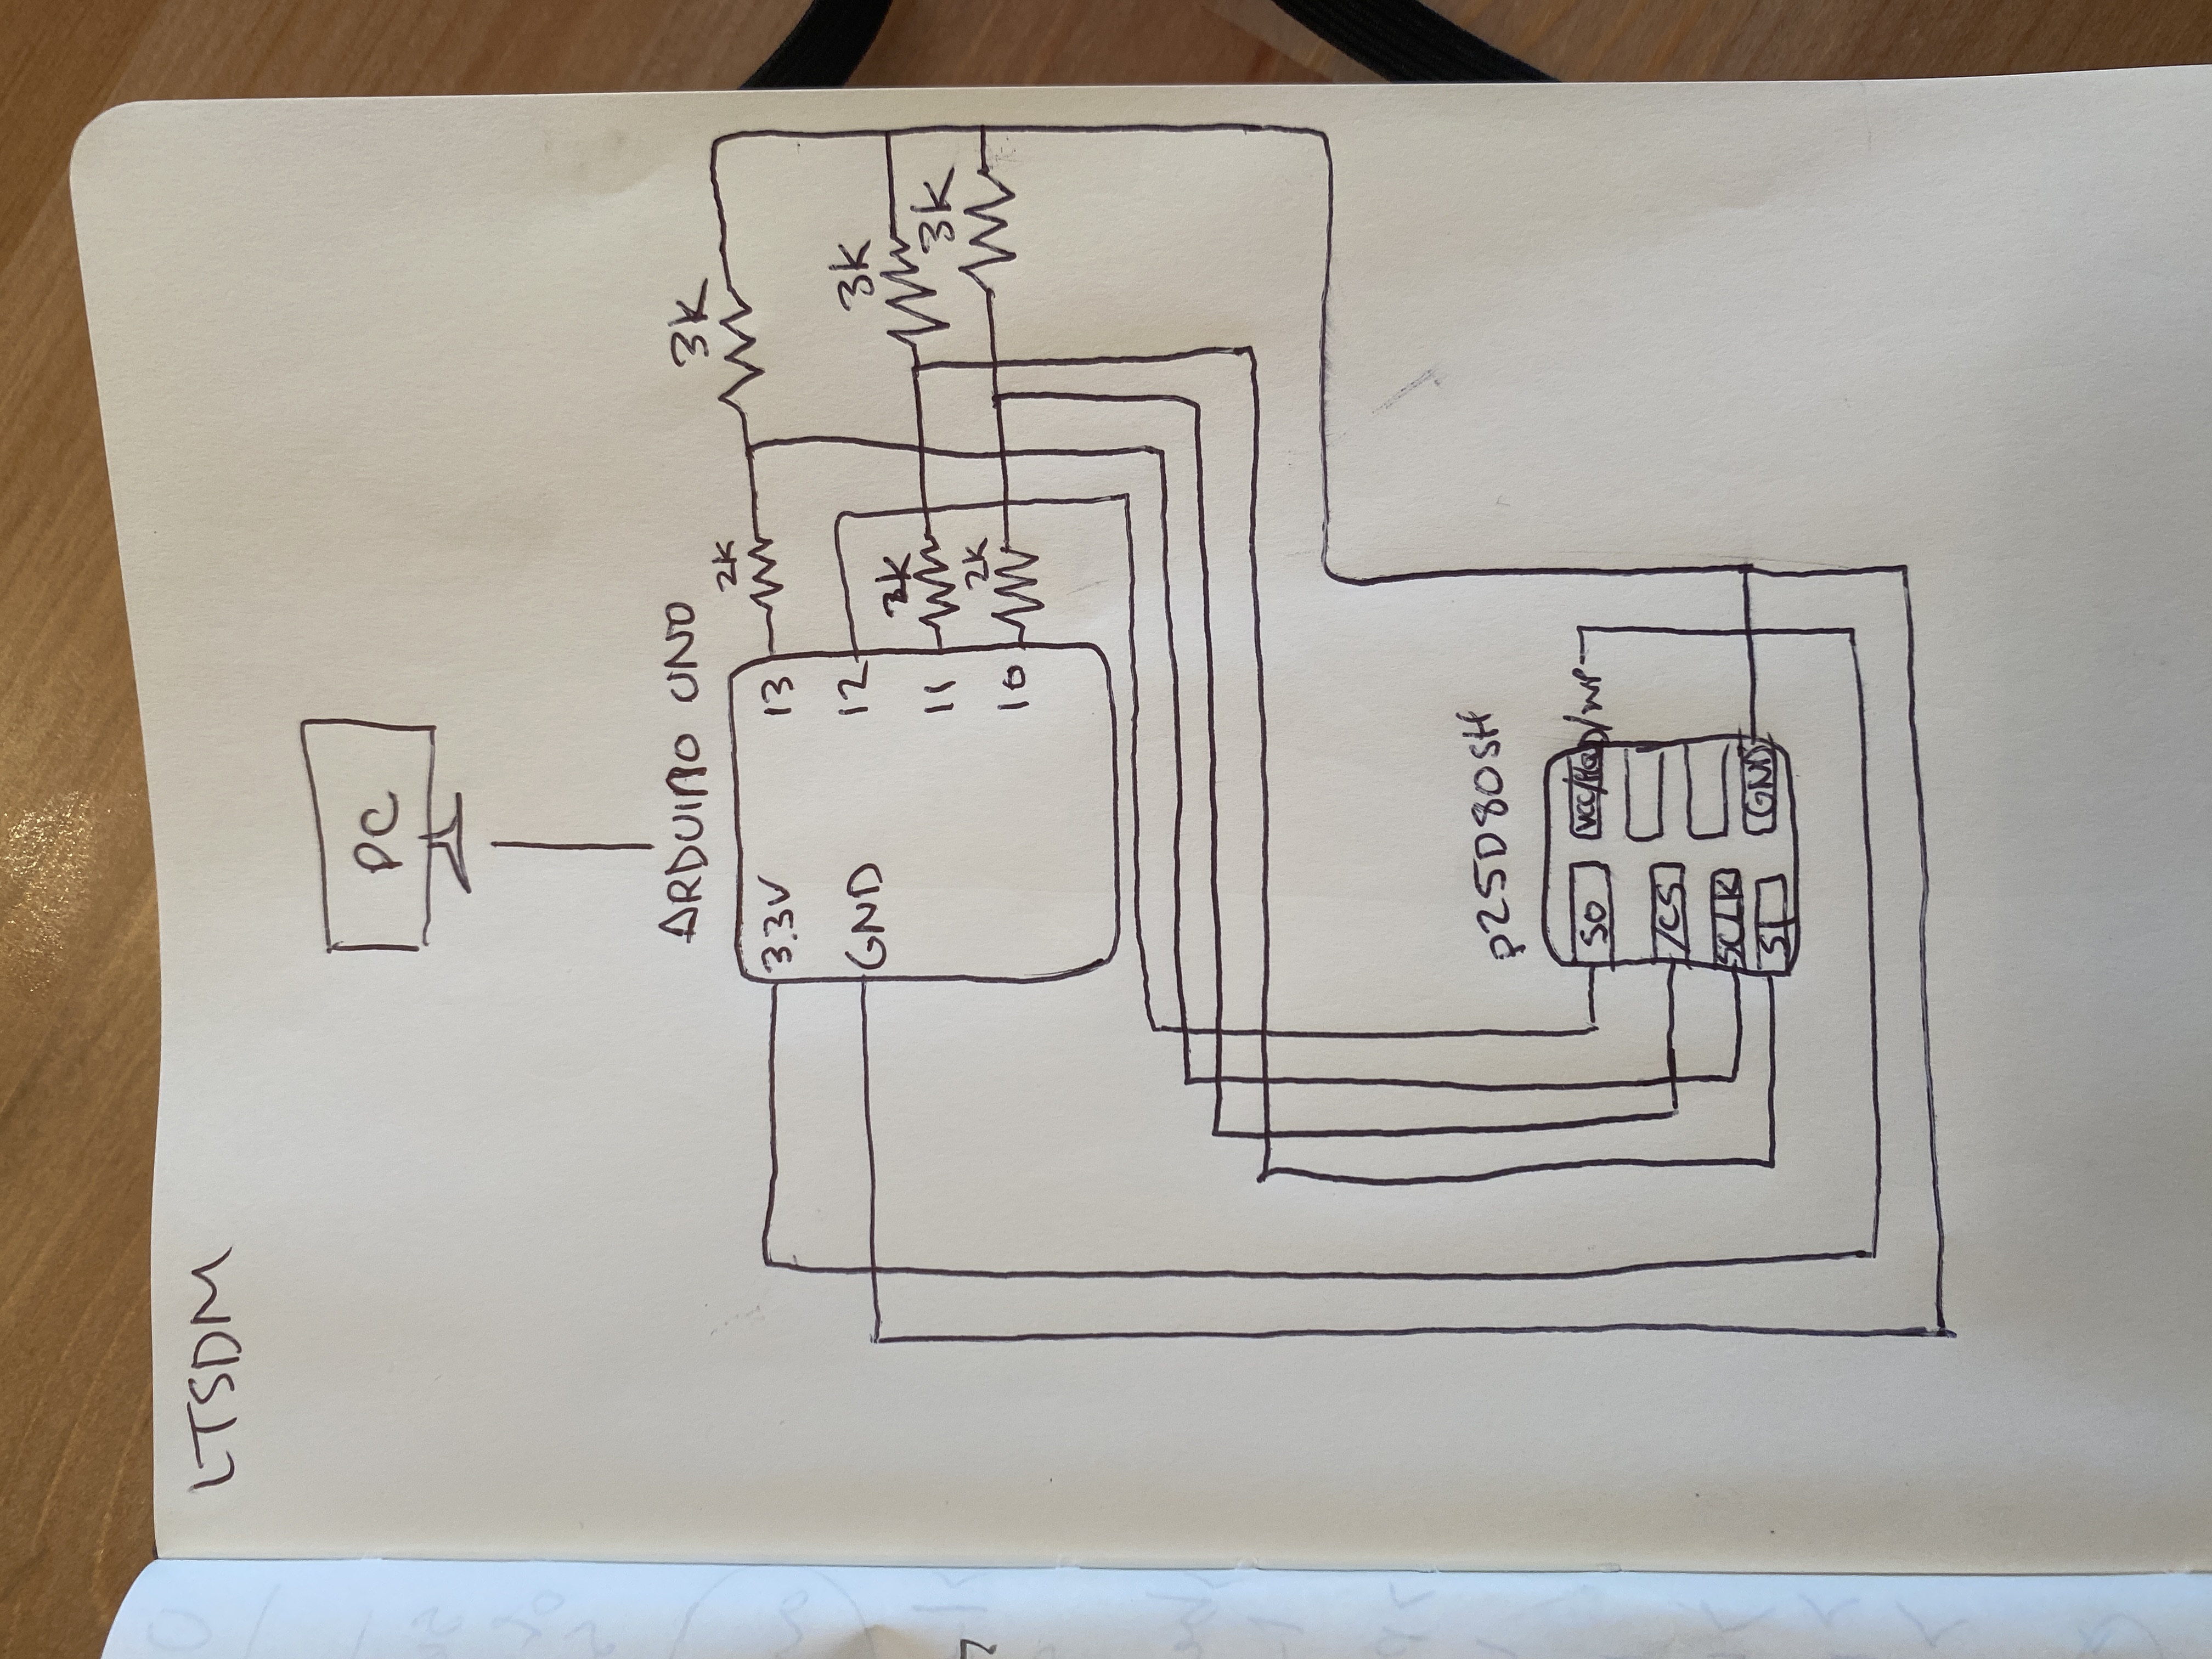 LTSDM
PC
ARDUINO UNO
3K
2K
3.3V
13
12
GND
3K
11
3K
2K
10
P25D80SH
SO
VCC/HOLD/WP
/CS
SCLK
GND
SI